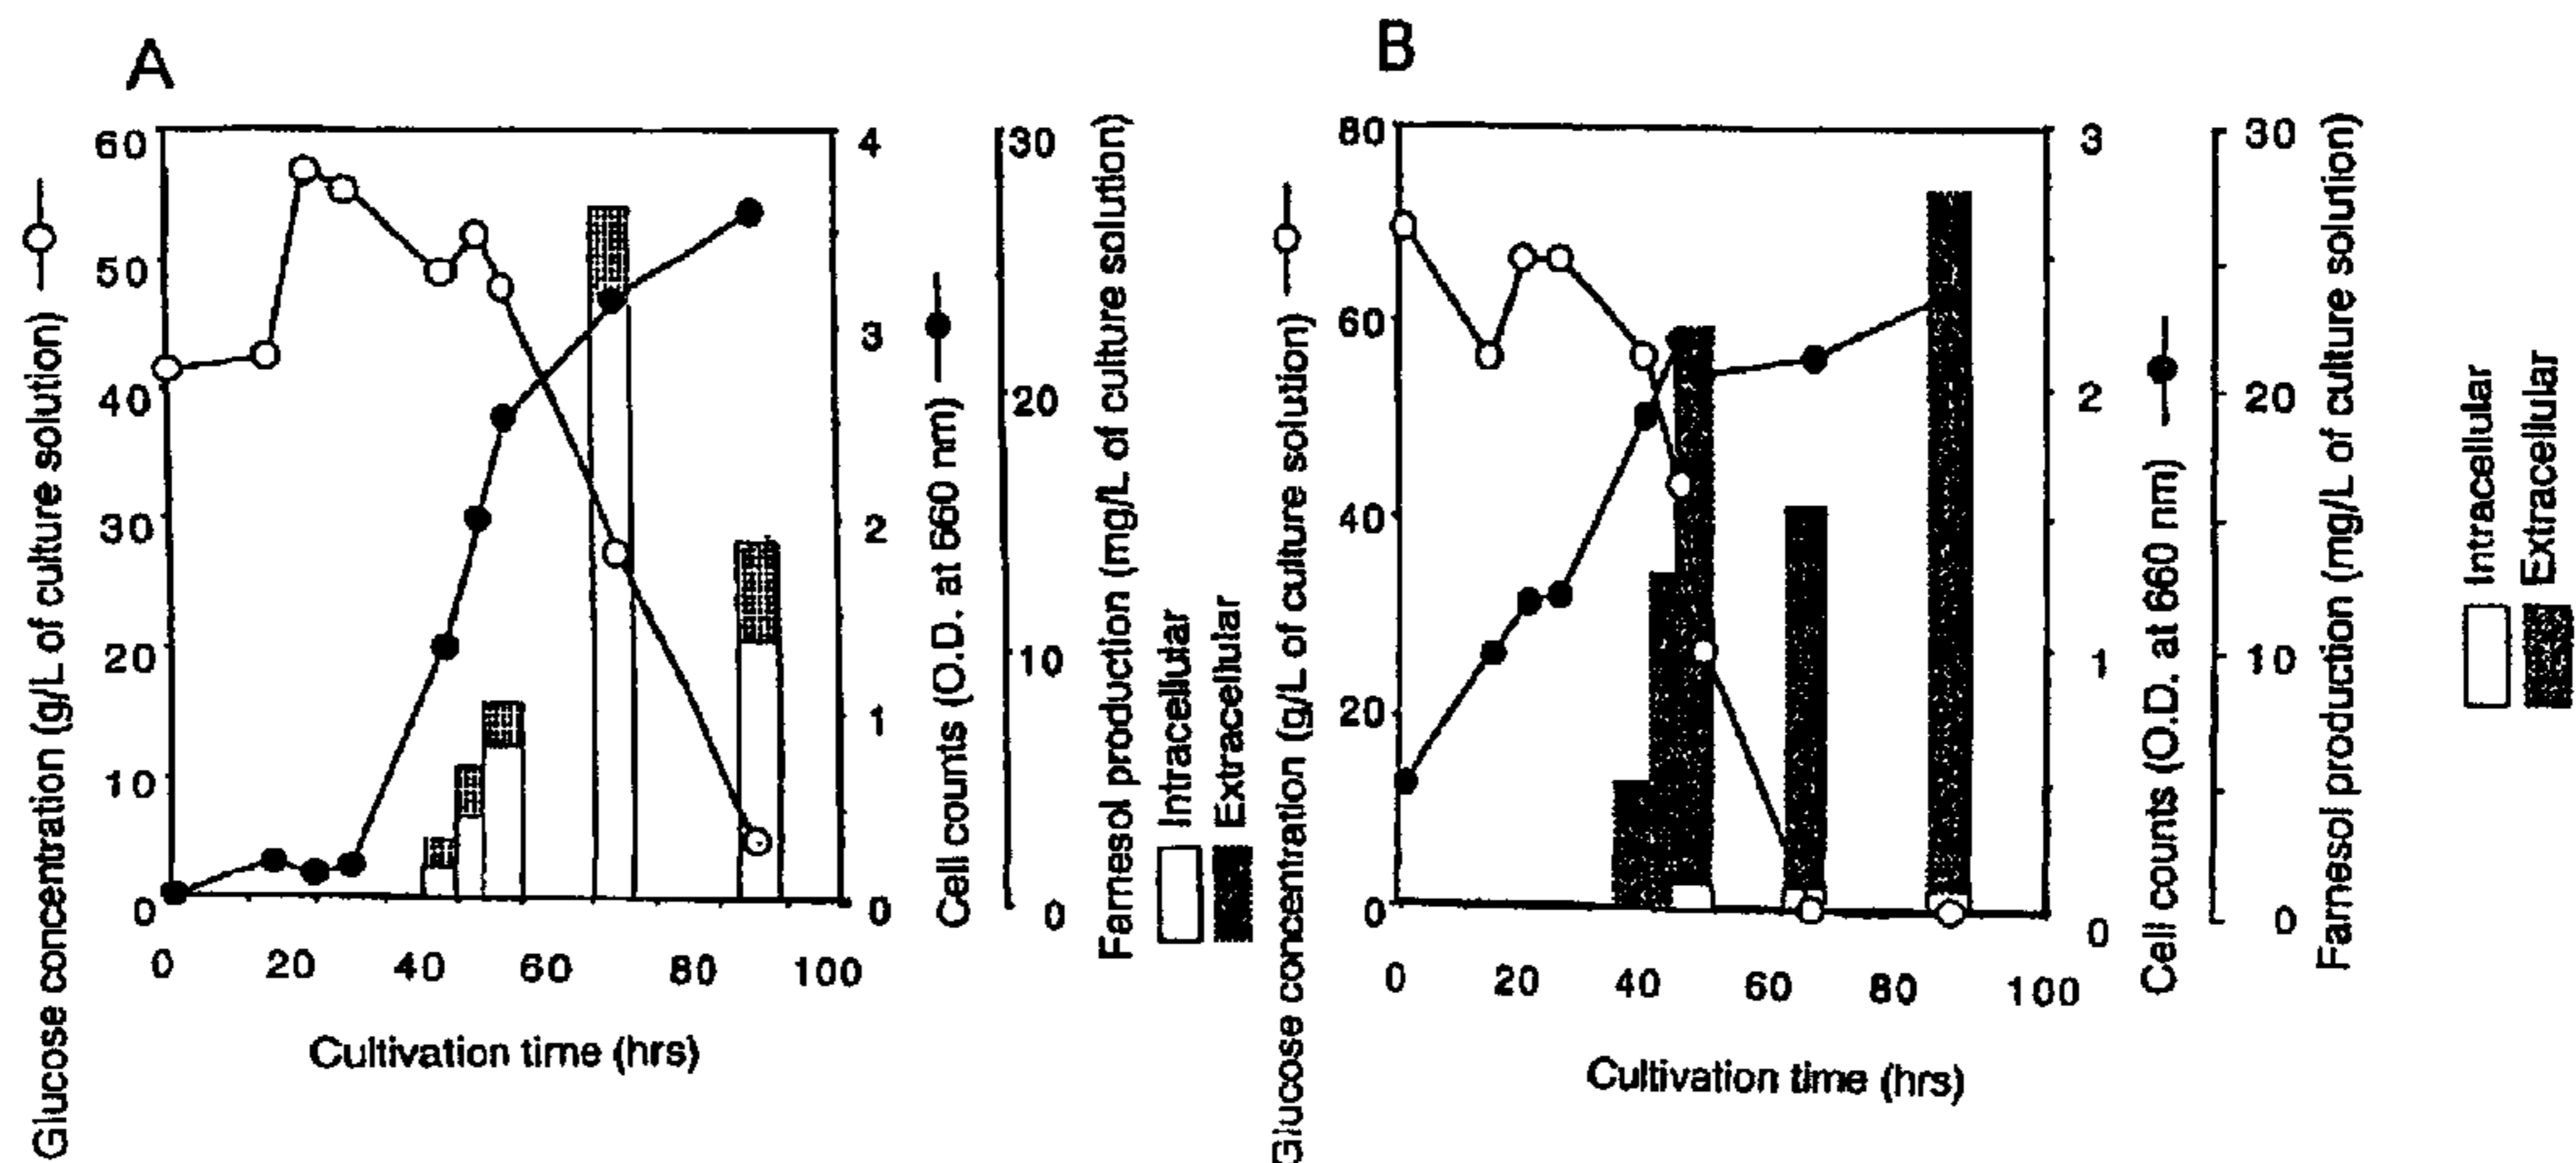 A
Glucose concentration (g/L of culture solution)
60
50
40
30
20
10
0
0 20 40 60 80 100
Cultivation time (hrs)
4
3
2
1
0
Cell counts (O.D. at 660 nm)
30
20
10
0
Farnesol production (mg/L of culture solution)
Intracellular
Extracellular
B
Glucose concentration (g/L of culture solution)
80
60
40
20
0
0 20 40 60 80 100
Cultivation time (hrs)
3
2
1
0
Cell counts (O.D. at 660 nm)
30
20
10
0
Farnesol production (mg/L of culture solution)
Intracellular
Extracellular